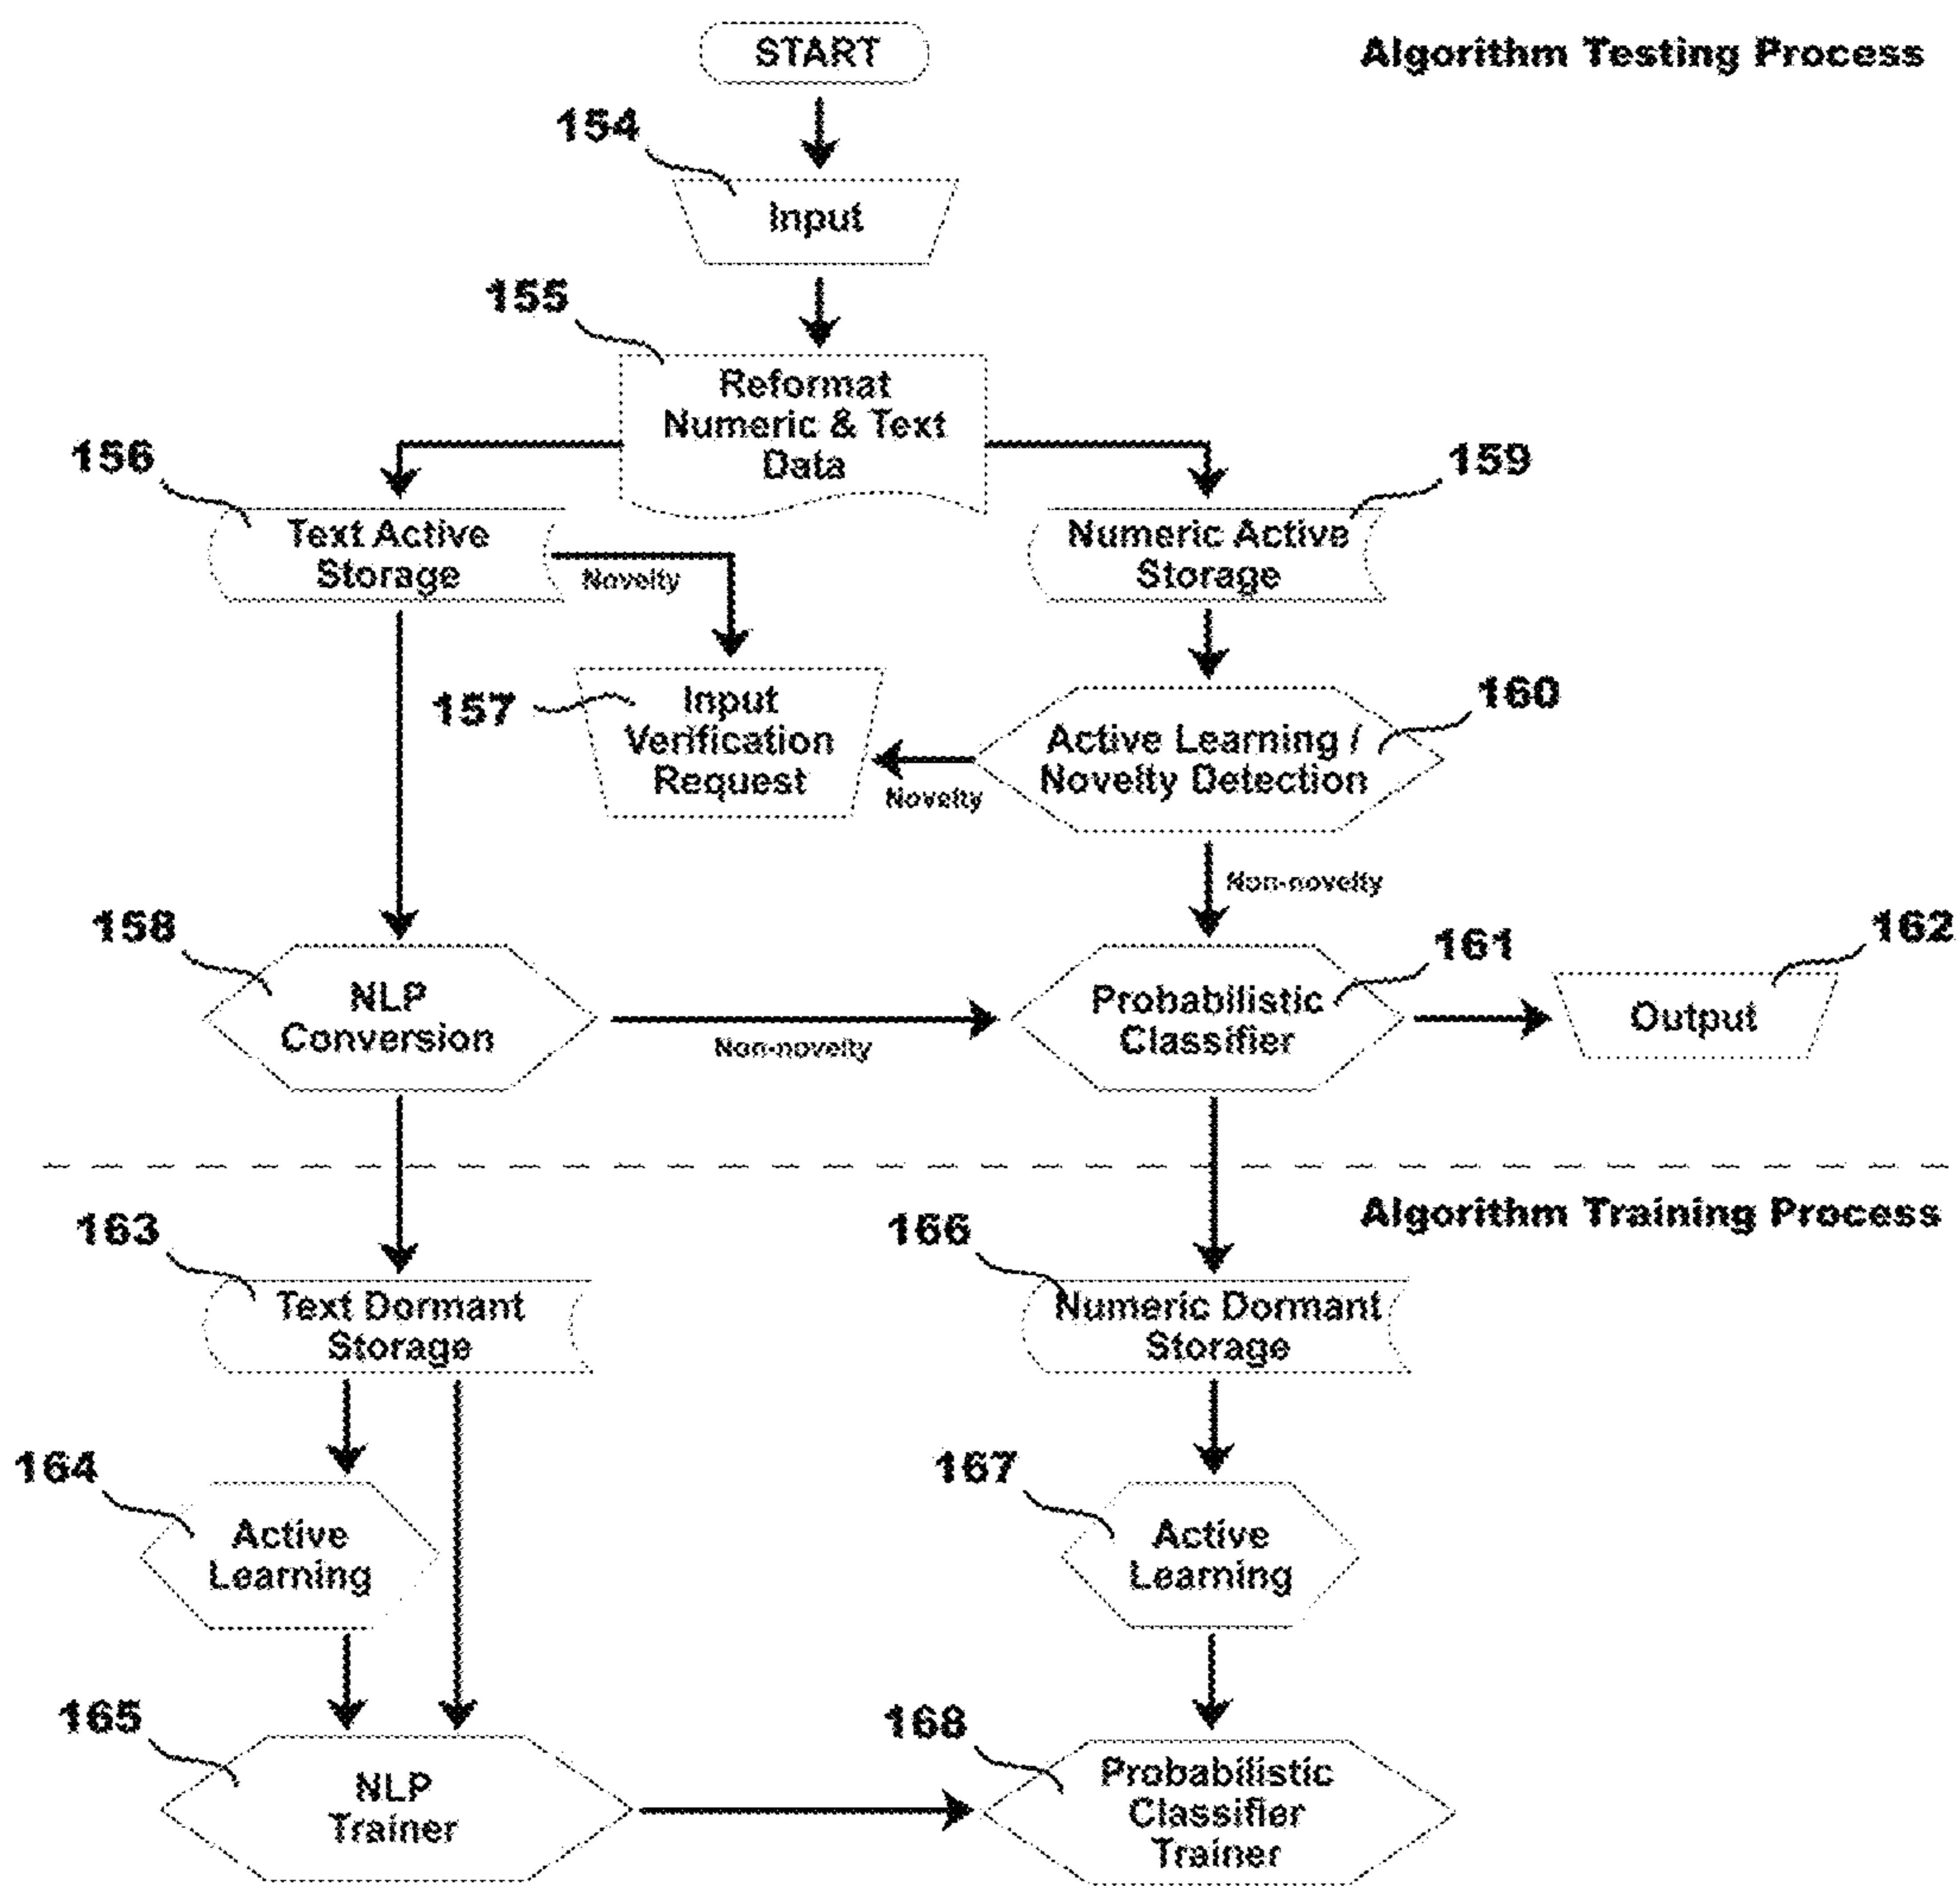 START
Algorithm Testing Process
154
Input
155
Reformat
Numeric & Text
Data
156
159
Text Active
Storage
Novelty
Numeric Active
Storage
157
Input
Verification
Request
160
Active Learning /
Novelty Detection
Novelty
Non-novelty
158
NLP
Conversion
Non-novelty
161
Probabilistic
Classifier
162
Output
Algorithm Training Process
163
Text Dormant
Storage
166
Numeric Dormant
Storage
164
Active
Learning
167
Active
Learning
165
NLP
Trainer
168
Probabilistic
Classifier
Trainer